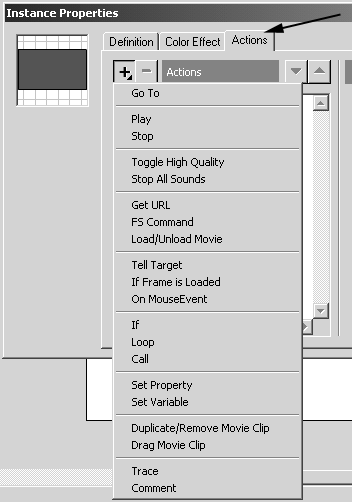 Instance Properties
Definition
Color Effect
Actions
Actions
Go To
Play
Stop
Toggle High Quality
Stop All Sounds
Get URL
FS Command
Load/Unload Movie
Tell Target
If Frame is Loaded
On MouseEvent
If
Loop
Call
Set Property
Set Variable
Duplicate/Remove Movie Clip
Drag Movie Clip
Trace
Comment